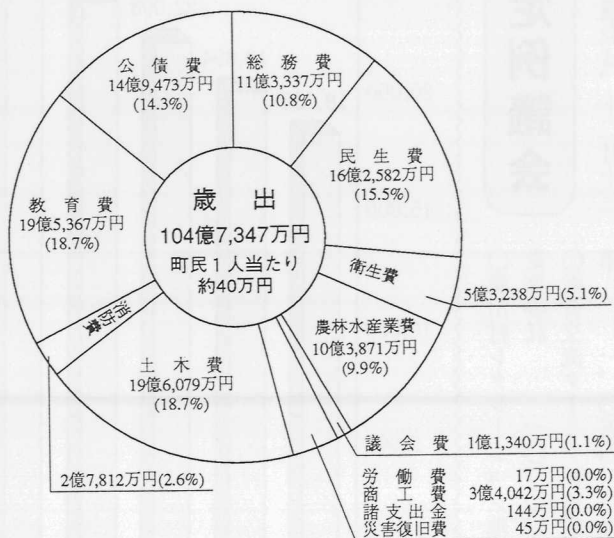 公債費
14億9,473万円
(14.3%)
総務費
11億3,337万円
(10.8%)
民生費
16億2,582万円
(15.5%)
教育費
19億5,367万円
(18.7%)
歳出
104億7,347万円
町民1人当たり
約40万円
衛生費
5億3,238万円(5.1%)
農林水産業費
10億3,871万円
(9.9%)
消防費
土木費
19億6,079万円
(18.7%)
2億7,812万円(2.6%)
議会費 1億1,340万円(1.1%)
労働費 17万円(0.0%)
商工費 3億4,042万円(3.3%)
諸支出金 144万円(0.0%)
災害復旧費 45万円(0.0%)
定例議会